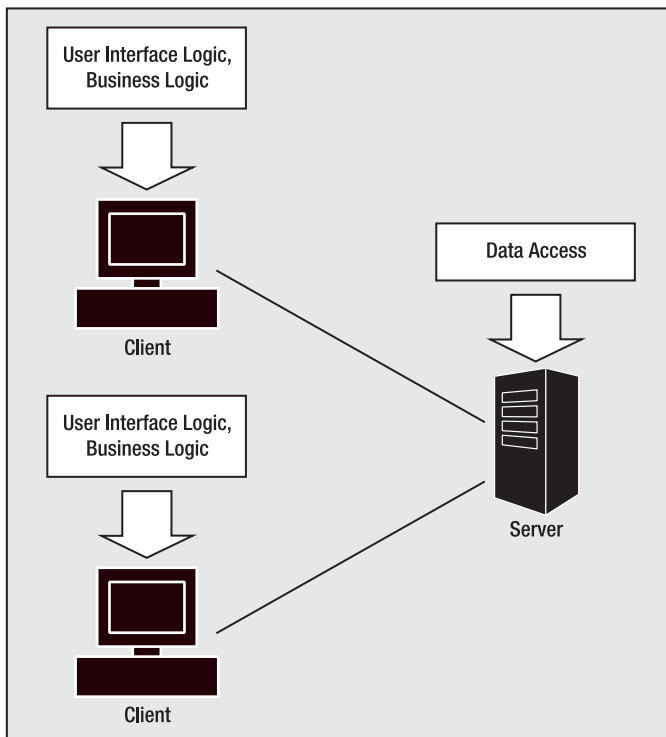 User Interface Logic,
Business Logic
Client
Data Access
Server
User Interface Logic,
Business Logic
Client